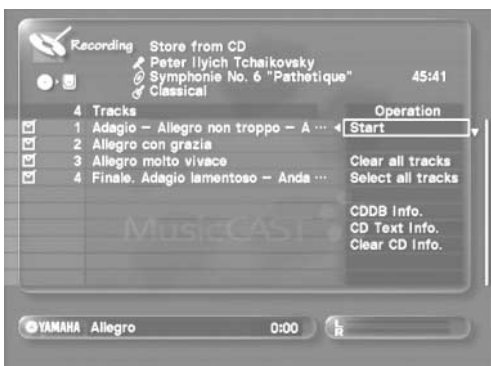 Recording Store from CD
Peter Ilyich Tchaikovsky
Symphonie No. 6 "Pathetique" 45:41
Classical
4 Tracks Operation
1 Adagio – Allegro non troppo – A ··· Start
2 Allegro con grazia
3 Allegro molto vivace Clear all tracks
4 Finale. Adagio lamentoso – Anda ··· Select all tracks
CDDB Info.
MusicCAST CD Text Info.
Clear CD Info.
YAMAHA Allegro 0:00 L
R